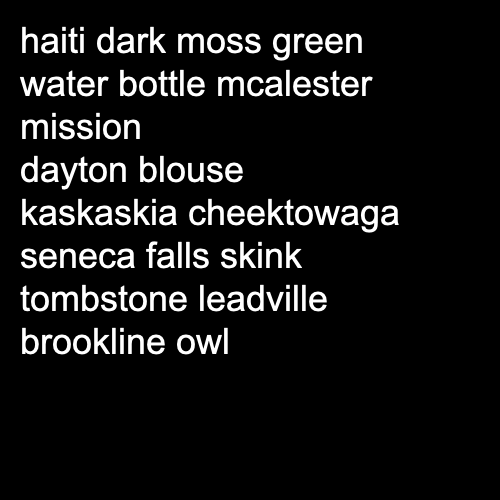 haiti dark moss green
water bottle mcalester
mission
dayton blouse
kaskaskia cheektowaga
seneca falls skink
tombstone leadville
brookline owl